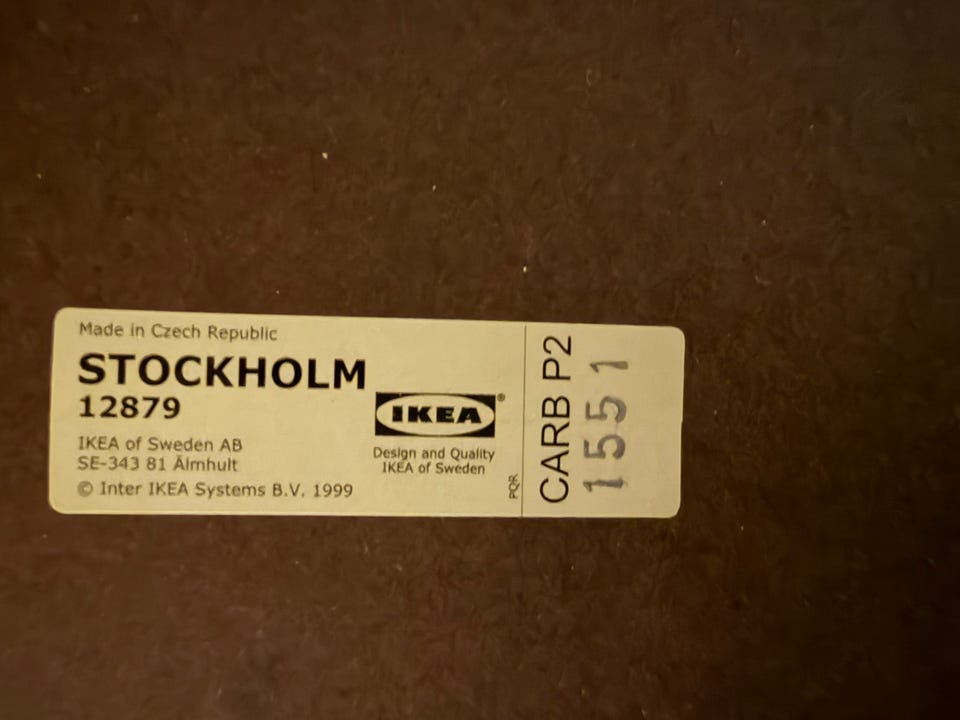 Made in Czech Republic
STOCKHOLM
12879
IKEA of Sweden AB
SE-343 81 Älmhult
© Inter IKEA Systems B.V. 1999
IKEA®
Design and Quality
IKEA of Sweden
PQR
CARB P2
1551